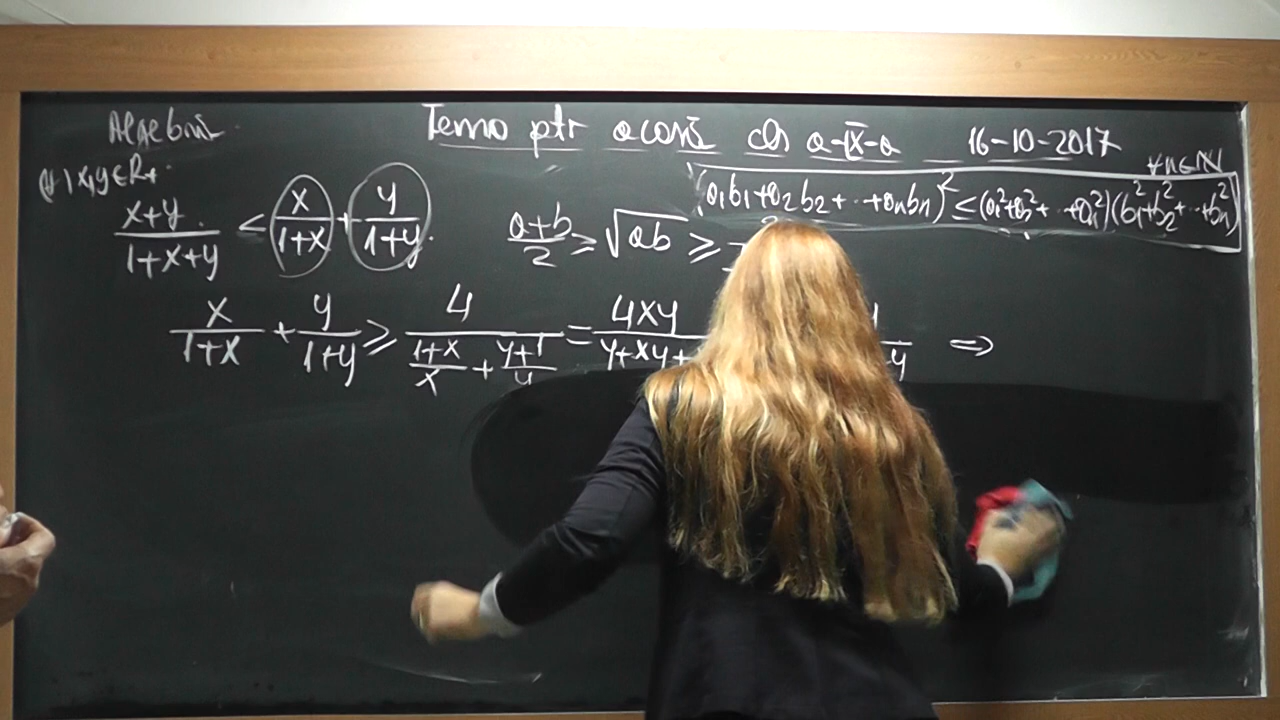 Algebră
Temo ptr acasă cls a-IX-a 16-10-2017
∀n∈N
∀ x,y∈R₊
(a₁b₁+a₂b₂+...+aₙbₙ)² ≤ (a₁²+a₂²+...+aₙ²)(b₁²+b₂²+...+bₙ²)
(x+y)/(1+x+y) ≤ x/(1+x) + y/(1+y)
(a+b)/2 ≥ √ab ≥
x/(1+x) + y/(1+y) ≥ 4/((1+x)/x + (y+1)/y) = 4xy/(y+xy+ ⇒